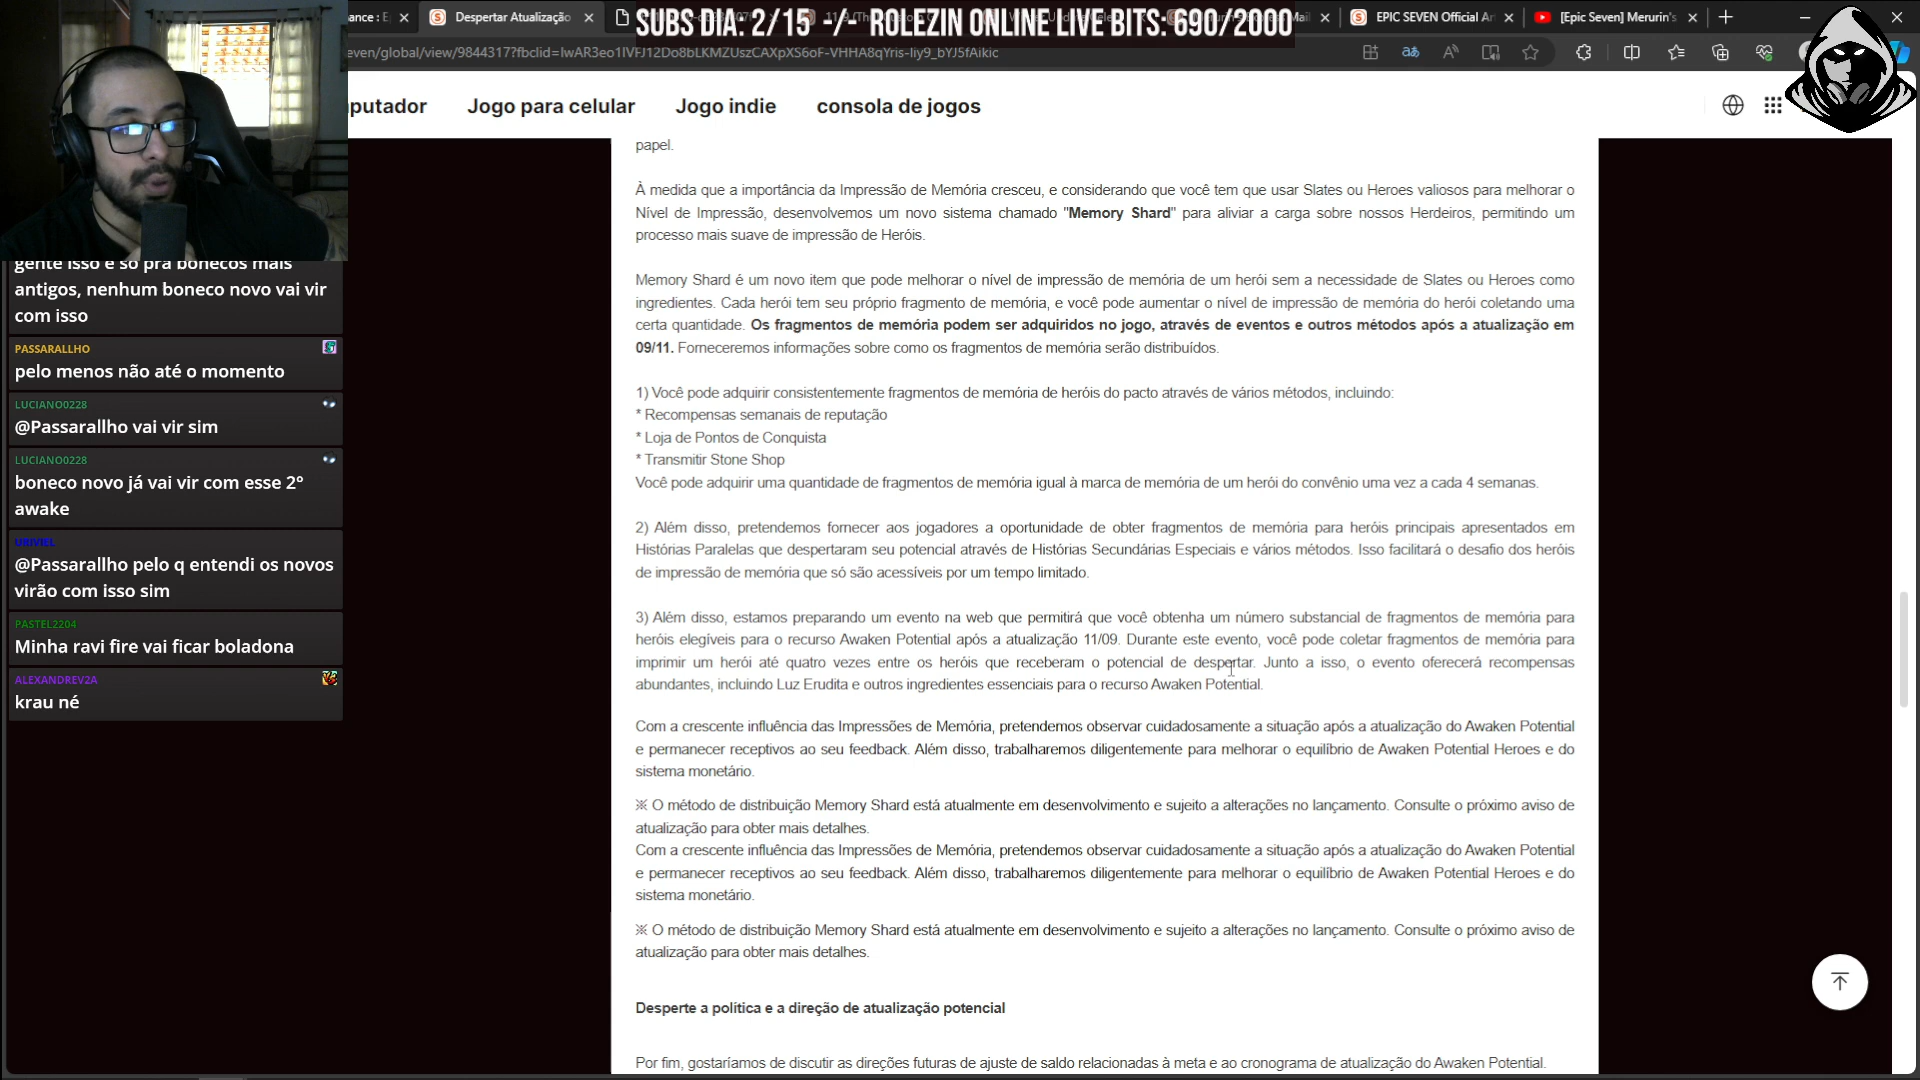 SUBS DIA: 2/15 -/- ROLEZIN ONLINE LIVE BITS: 690/2000
Despertar Atualização
EPIC SEVEN Official Ar
[Epic Seven] Merurin's
even/global/view/9844317?fbclid=IwAR3eo1IVFJ12Do8bLKMZUszCAXpXS6oF-VHHA8qYris-Iiy9_bYJ5fAikic
putador
Jogo para celular
Jogo indie
consola de jogos
papel.
À medida que a importância da Impressão de Memória cresceu, e considerando que você tem que usar Slates ou Heroes valiosos para melhorar o
Nível de Impressão, desenvolvemos um novo sistema chamado "Memory Shard" para aliviar a carga sobre nossos Herdeiros, permitindo um
processo mais suave de impressão de Heróis.
Memory Shard é um novo item que pode melhorar o nível de impressão de memória de um herói sem a necessidade de Slates ou Heroes como
ingredientes. Cada herói tem seu próprio fragmento de memória, e você pode aumentar o nível de impressão de memória do herói coletando uma
certa quantidade. Os fragmentos de memória podem ser adquiridos no jogo, através de eventos e outros métodos após a atualização em
09/11. Forneceremos informações sobre como os fragmentos de memória serão distribuídos.
1) Você pode adquirir consistentemente fragmentos de memória de heróis do pacto através de vários métodos, incluindo:
* Recompensas semanais de reputação
* Loja de Pontos de Conquista
* Transmitir Stone Shop
Você pode adquirir uma quantidade de fragmentos de memória igual à marca de memória de um herói do convênio uma vez a cada 4 semanas.
2) Além disso, pretendemos fornecer aos jogadores a oportunidade de obter fragmentos de memória para heróis principais apresentados em
Histórias Paralelas que despertaram seu potencial através de Histórias Secundárias Especiais e vários métodos. Isso facilitará o desafio dos heróis
de impressão de memória que só são acessíveis por um tempo limitado.
3) Além disso, estamos preparando um evento na web que permitirá que você obtenha um número substancial de fragmentos de memória para
heróis elegíveis para o recurso Awaken Potential após a atualização 11/09. Durante este evento, você pode coletar fragmentos de memória para
imprimir um herói até quatro vezes entre os heróis que receberam o potencial de despertar. Junto a isso, o evento oferecerá recompensas
abundantes, incluindo Luz Erudita e outros ingredientes essenciais para o recurso Awaken Potential.
Com a crescente influência das Impressões de Memória, pretendemos observar cuidadosamente a situação após a atualização do Awaken Potential
e permanecer receptivos ao seu feedback. Além disso, trabalharemos diligentemente para melhorar o equilíbrio de Awaken Potential Heroes e do
sistema monetário.
※ O método de distribuição Memory Shard está atualmente em desenvolvimento e sujeito a alterações no lançamento. Consulte o próximo aviso de
atualização para obter mais detalhes.
Com a crescente influência das Impressões de Memória, pretendemos observar cuidadosamente a situação após a atualização do Awaken Potential
e permanecer receptivos ao seu feedback. Além disso, trabalharemos diligentemente para melhorar o equilíbrio de Awaken Potential Heroes e do
sistema monetário.
※ O método de distribuição Memory Shard está atualmente em desenvolvimento e sujeito a alterações no lançamento. Consulte o próximo aviso de
atualização para obter mais detalhes.
Desperte a política e a direção de atualização potencial
Por fim, gostaríamos de discutir as direções futuras de ajuste de saldo relacionadas à meta e ao cronograma de atualização do Awaken Potential.
gente isso é só pra bonecos mais
antigos, nenhum boneco novo vai vir
com isso
PASSARALLHO
pelo menos não até o momento
LUCIANO0228
@Passarallho vai vir sim
LUCIANO0228
boneco novo já vai vir com esse 2°
awake
URIVIEL
@Passarallho pelo q entendi os novos
virão com isso sim
PASTEL2204
Minha ravi fire vai ficar boladona
ALEXANDREV2A
krau né